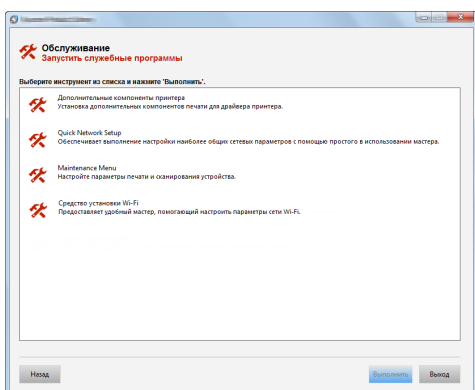 Обслуживание
Запустить служебные программы
Выберите инструмент из списка и нажмите 'Выполнить'.
Дополнительные компоненты принтера
Установка дополнительных компонентов печати для драйвера принтера.
Quick Network Setup
Обеспечивает выполнение настройки наиболее общих сетевых параметров с помощью простого в использовании мастера.
Maintenance Menu
Настройте параметры печати и сканирования устройства.
Средство установки Wi-Fi
Предоставляет удобный мастер, помогающий настроить параметры сети Wi-Fi.
Назад
Выполнить
Выход